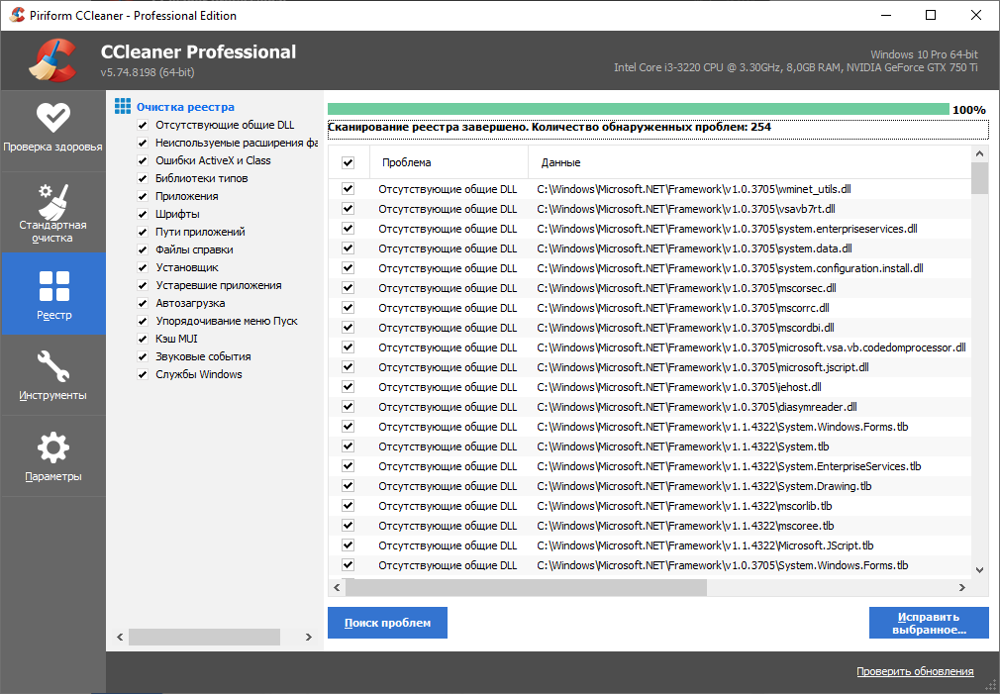 Piriform CCleaner - Professional Edition
CCleaner Professional
v5.74.8198 (64-bit)
Windows 10 Pro 64-bit
Intel Core i3-3220 CPU @ 3.30GHz, 8,0GB RAM, NVIDIA GeForce GTX 750 Ti
Проверка здоровья
Стандартная
очистка
Реестр
Инструменты
Параметры
Очистка реестра
Отсутствующие общие DLL
Неиспользуемые расширения фа
Ошибки ActiveX и Class
Библиотеки типов
Приложения
Шрифты
Пути приложений
Файлы справки
Установщик
Устаревшие приложения
Автозагрузка
Упорядочивание меню Пуск
Кэш MUI
Звуковые события
Службы Windows
100%
Сканирование реестра завершено. Количество обнаруженных проблем: 254
Проблема Данные
Отсутствующие общие DLL C:\Windows\Microsoft.NET\Framework\v1.0.3705\wminet_utils.dll
Отсутствующие общие DLL C:\Windows\Microsoft.NET\Framework\v1.0.3705\vsavb7rt.dll
Отсутствующие общие DLL C:\Windows\Microsoft.NET\Framework\v1.0.3705\system.enterpriseservices.dll
Отсутствующие общие DLL C:\Windows\Microsoft.NET\Framework\v1.0.3705\system.data.dll
Отсутствующие общие DLL C:\Windows\Microsoft.NET\Framework\v1.0.3705\system.configuration.install.dll
Отсутствующие общие DLL C:\Windows\Microsoft.NET\Framework\v1.0.3705\mscorsec.dll
Отсутствующие общие DLL C:\Windows\Microsoft.NET\Framework\v1.0.3705\mscorrc.dll
Отсутствующие общие DLL C:\Windows\Microsoft.NET\Framework\v1.0.3705\mscordbi.dll
Отсутствующие общие DLL C:\Windows\Microsoft.NET\Framework\v1.0.3705\microsoft.vsa.vb.codedomprocessor.dll
Отсутствующие общие DLL C:\Windows\Microsoft.NET\Framework\v1.0.3705\microsoft.jscript.dll
Отсутствующие общие DLL C:\Windows\Microsoft.NET\Framework\v1.0.3705\iehost.dll
Отсутствующие общие DLL C:\Windows\Microsoft.NET\Framework\v1.0.3705\diasymreader.dll
Отсутствующие общие DLL C:\Windows\Microsoft.NET\Framework\v1.1.4322\System.Windows.Forms.tlb
Отсутствующие общие DLL C:\Windows\Microsoft.NET\Framework\v1.1.4322\System.tlb
Отсутствующие общие DLL C:\Windows\Microsoft.NET\Framework\v1.1.4322\System.EnterpriseServices.tlb
Отсутствующие общие DLL C:\Windows\Microsoft.NET\Framework\v1.1.4322\System.Drawing.tlb
Отсутствующие общие DLL C:\Windows\Microsoft.NET\Framework\v1.1.4322\mscorlib.tlb
Отсутствующие общие DLL C:\Windows\Microsoft.NET\Framework\v1.1.4322\mscoree.tlb
Отсутствующие общие DLL C:\Windows\Microsoft.NET\Framework\v1.1.4322\Microsoft.JScript.tlb
Отсутствующие общие DLL C:\Windows\Microsoft.NET\Framework\v1.0.3705\System.Windows.Forms.tlb
Поиск проблем
Исправить
выбранное...
Проверить обновления